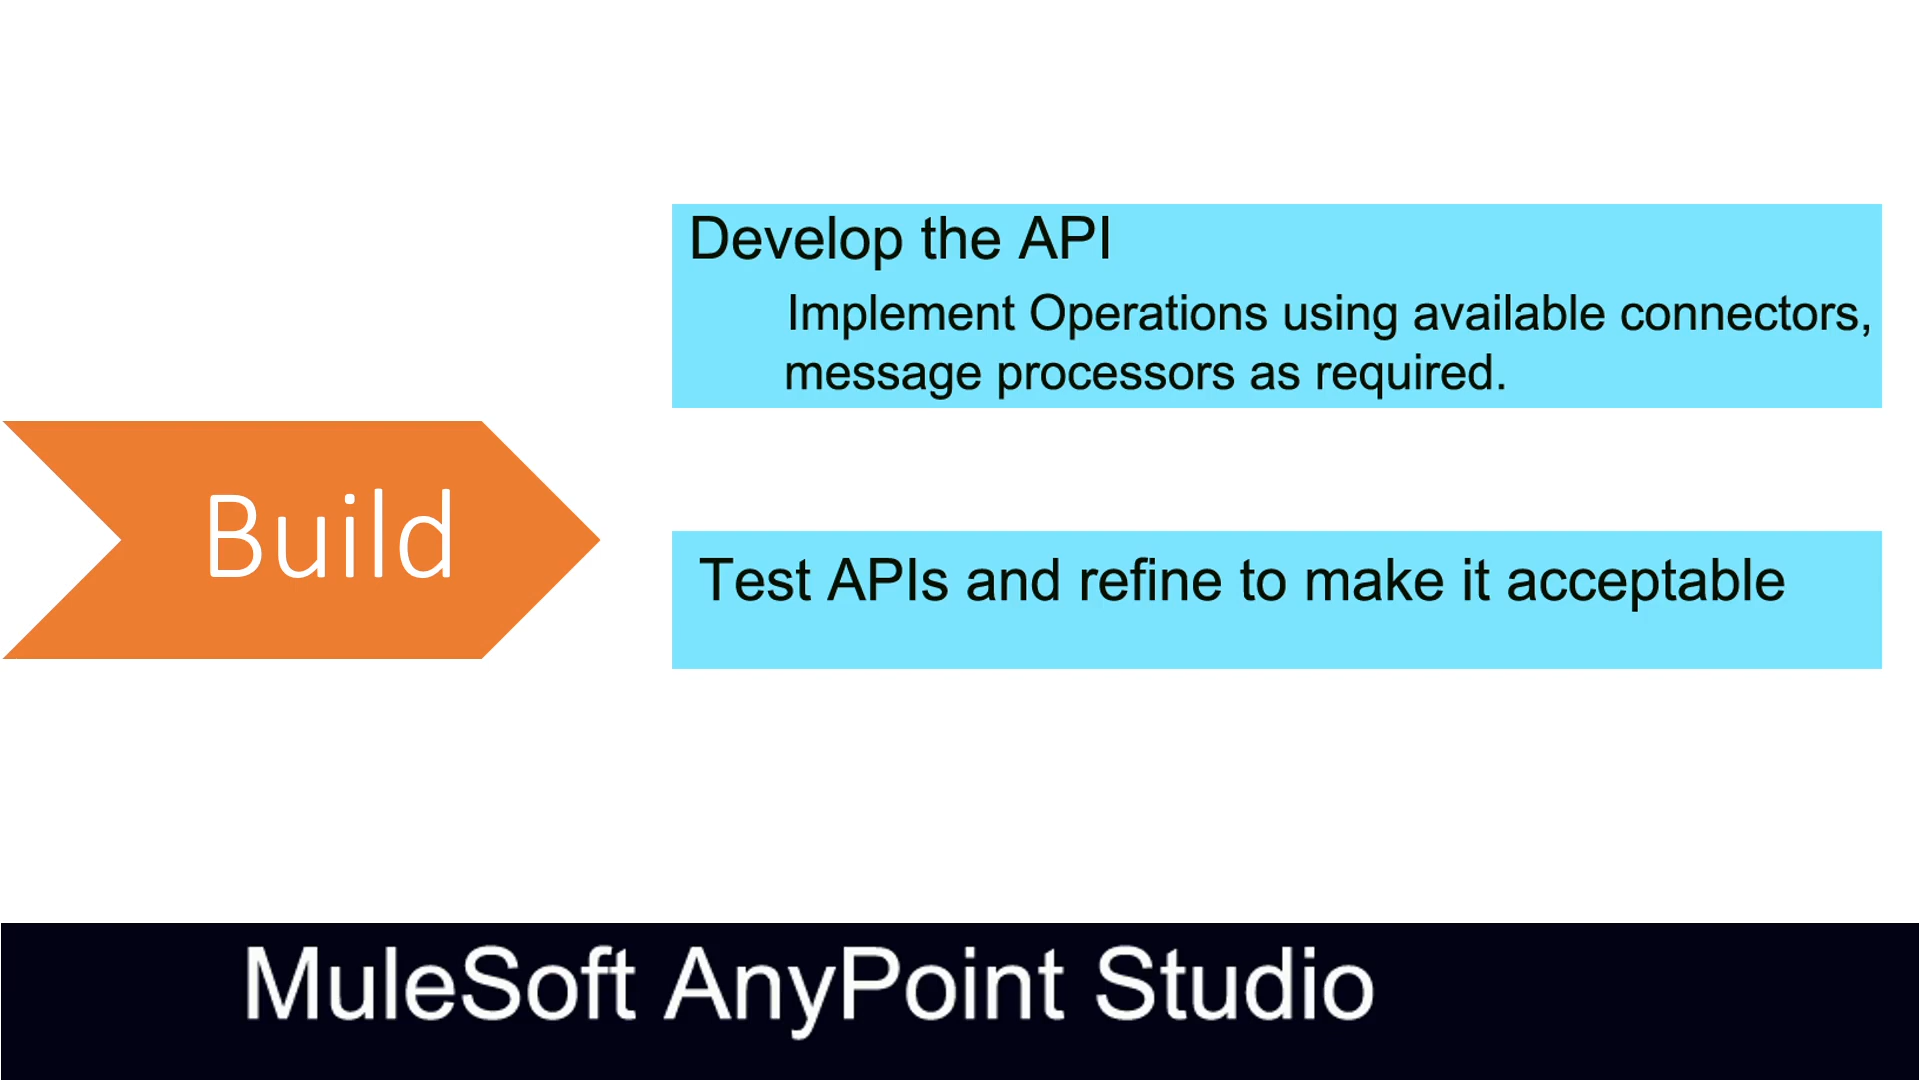 Develop the API
Implement Operations using available connectors,
message processors as required.
Build
Test APIs and refine to make it acceptable
MuleSoft AnyPoint Studio